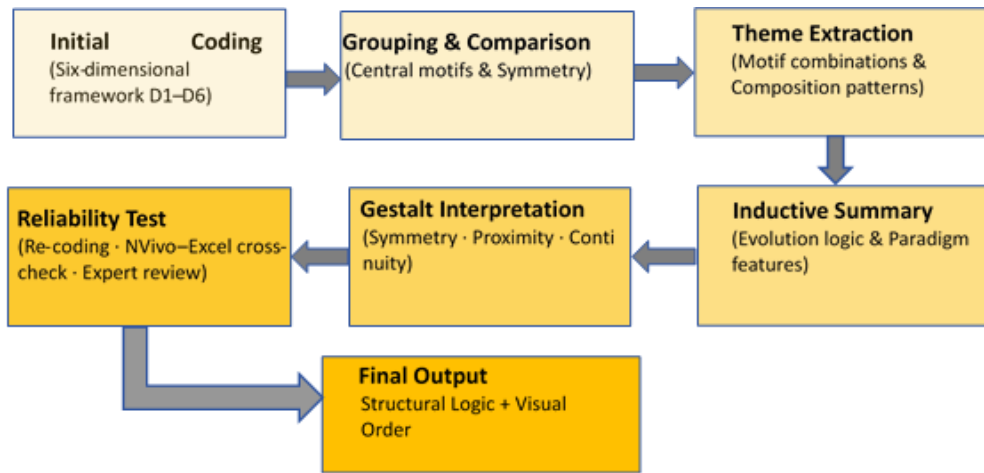 Initial Coding
(Six-dimensional
framework D1–D6)
Grouping & Comparison
(Central motifs & Symmetry)
Theme Extraction
(Motif combinations &
Composition patterns)
Inductive Summary
(Evolution logic & Paradigm
features)
Gestalt Interpretation
(Symmetry · Proximity · Conti
nuity)
Reliability Test
(Re-coding · NVivo–Excel cross-
check · Expert review)
Final Output
Structural Logic + Visual
Order